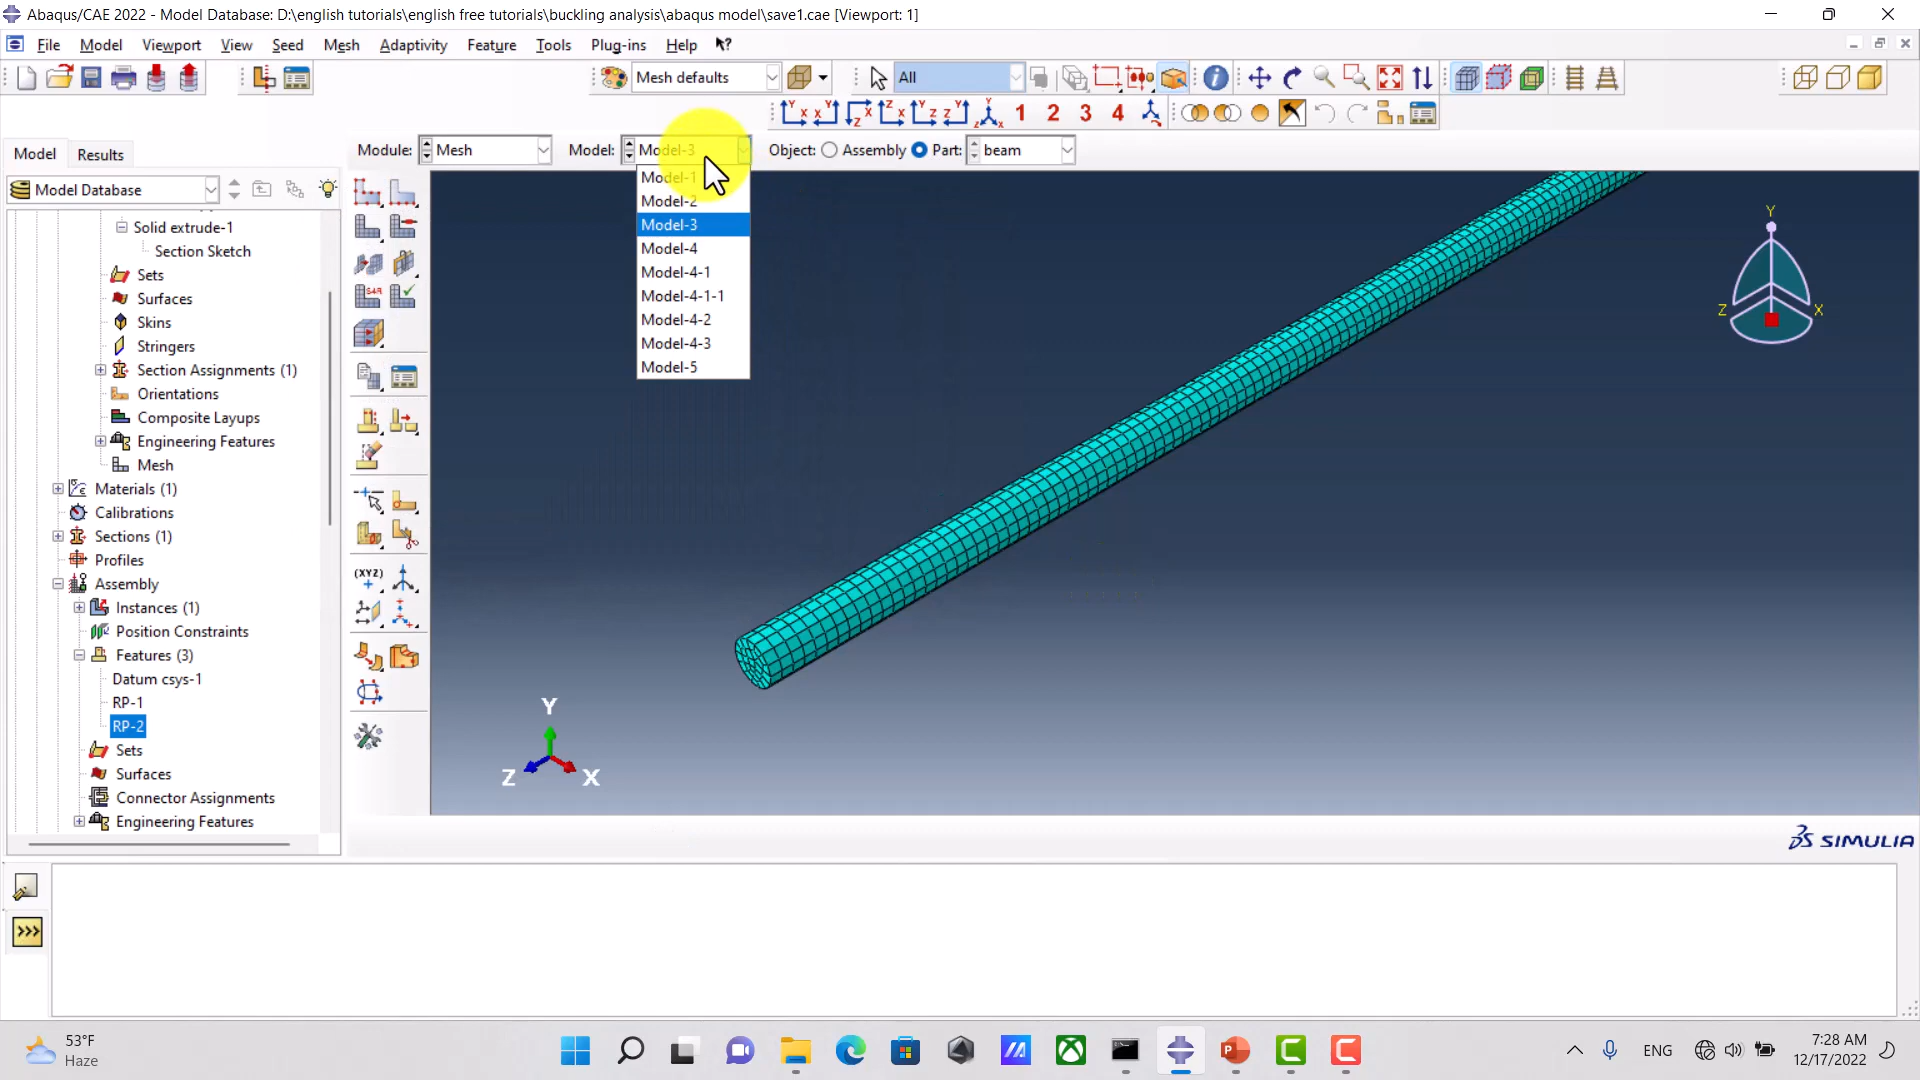 Abaqus/CAE 2022 - Model Database: D:\english tutorials\english free tutorials\buckling analysis\abaqus model\save1.cae [Viewport: 1]
File Model Viewport View Seed Mesh Adaptivity Feature Tools Plug-ins Help
Mesh defaults All
1 2 3 4
Model Results
Module: Mesh Model: Model-3 Object: Assembly Part: beam
Model Database
Model-1
Model-2
Model-3
Model-4
Model-4-1
Model-4-1-1
Model-4-2
Model-4-3
Model-5
Solid extrude-1
Section Sketch
Sets
Surfaces
Skins
Stringers
Section Assignments (1)
Orientations
Composite Layups
Engineering Features
Mesh
Materials (1)
Calibrations
Sections (1)
Profiles
Assembly
Instances (1)
Position Constraints
Features (3)
Datum csys-1
RP-1
RP-2
Sets
Surfaces
Connector Assignments
Engineering Features
(XYZ)
Y
Z X
Y
Z X
SIMULIA
>>>
53°F
Haze
ENG
7:28 AM
12/17/2022